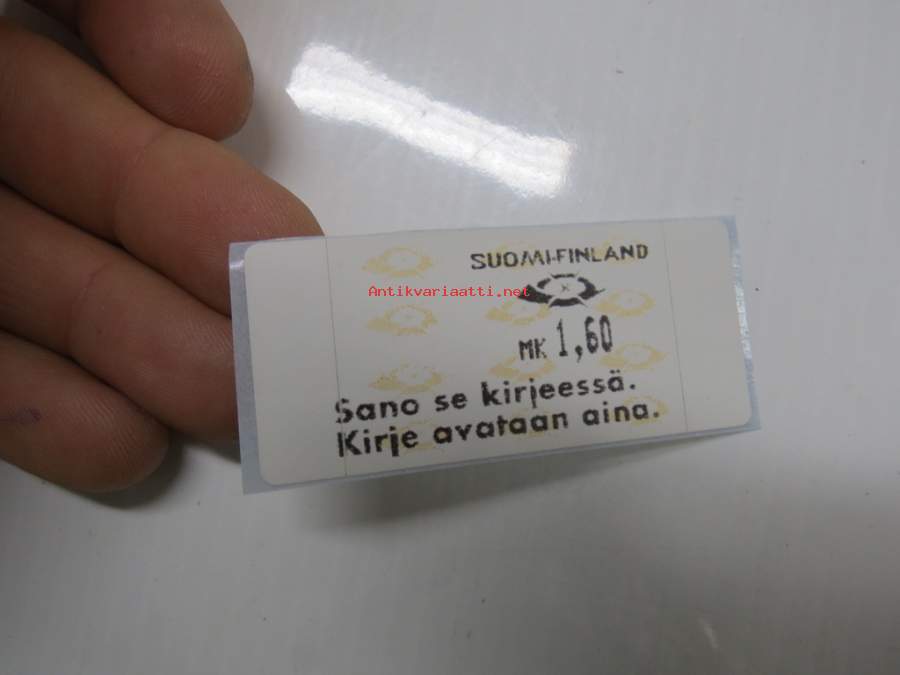 SUOMI-FINLAND
Antikvariaatti.net
MK 1,60
Sano se kirjeessä.
Kirje avataan aina.